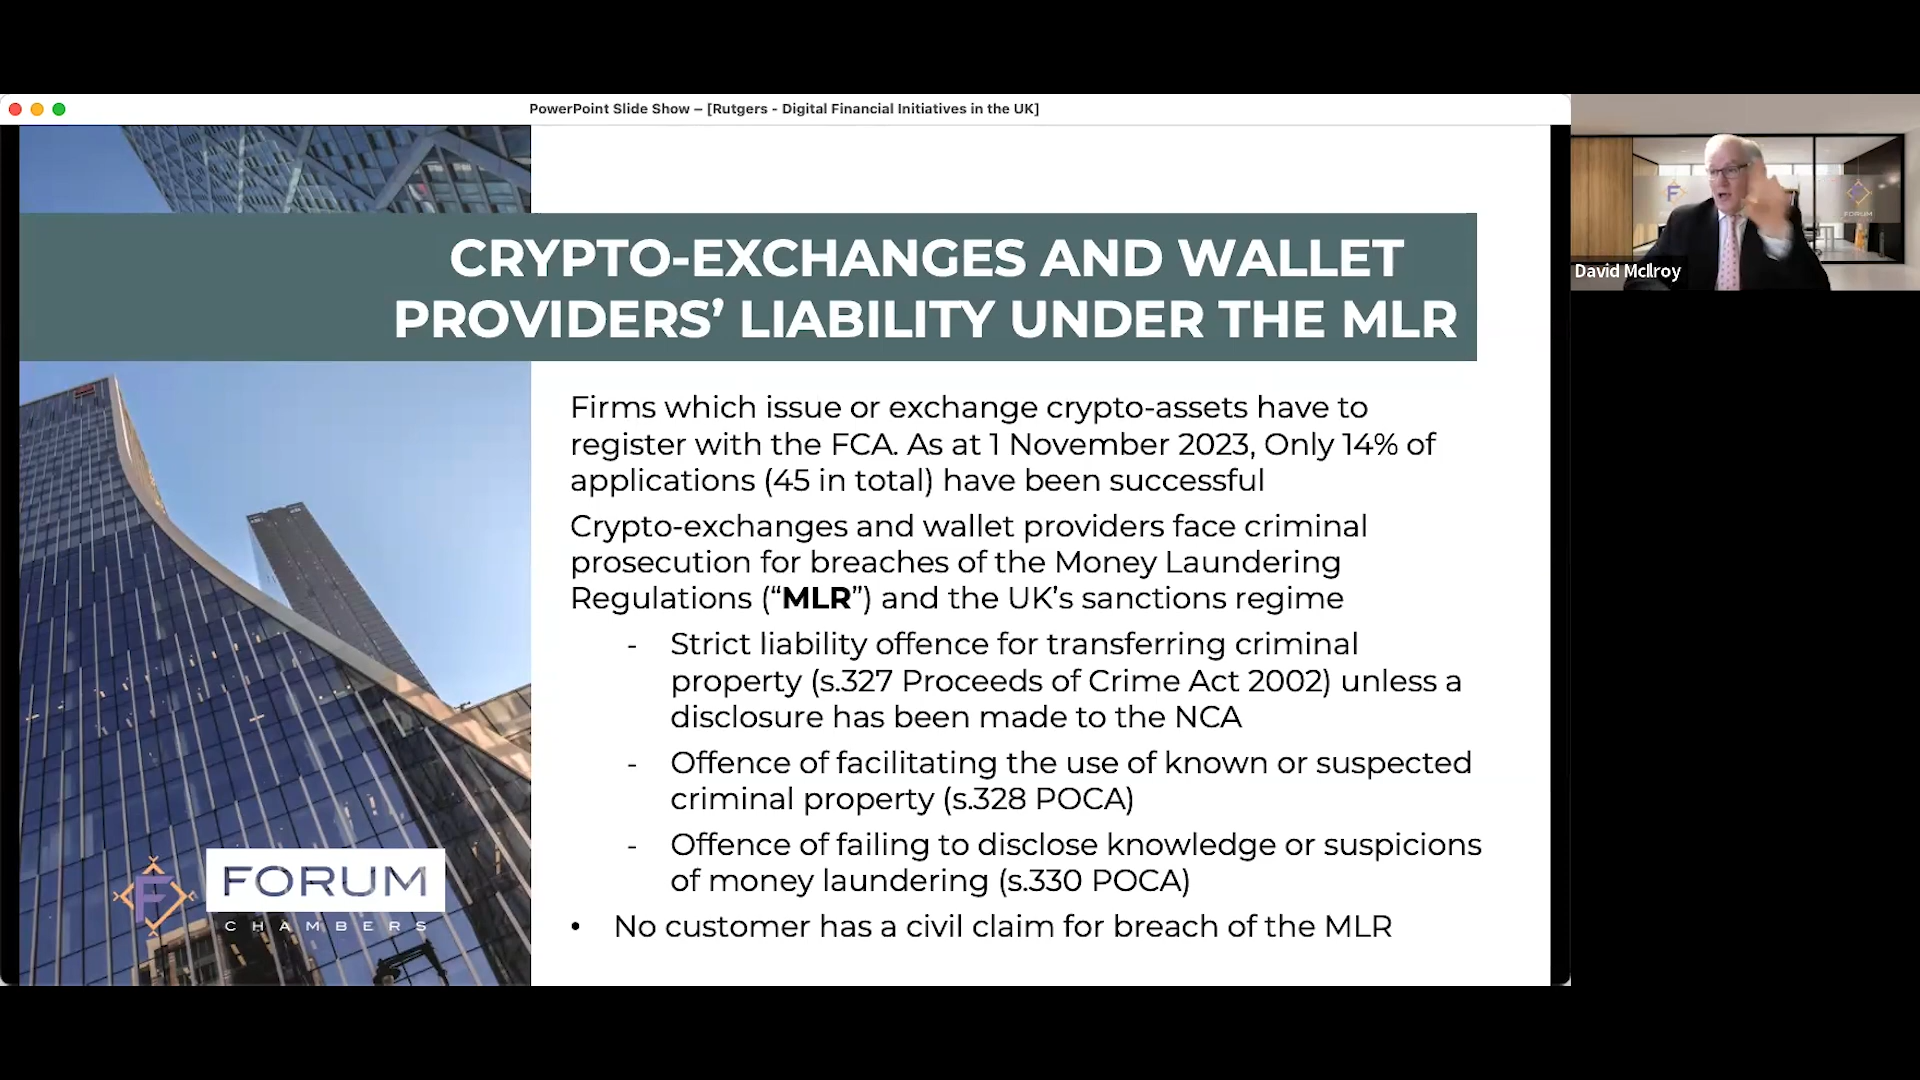 PowerPoint Slide Show – [Rutgers - Digital Financial Initiatives in the UK]
CRYPTO-EXCHANGES AND WALLET
PROVIDERS’ LIABILITY UNDER THE MLR
Firms which issue or exchange crypto-assets have to
register with the FCA. As at 1 November 2023, Only 14% of
applications (45 in total) have been successful
Crypto-exchanges and wallet providers face criminal
prosecution for breaches of the Money Laundering
Regulations (“MLR”) and the UK’s sanctions regime
- Strict liability offence for transferring criminal
property (s.327 Proceeds of Crime Act 2002) unless a
disclosure has been made to the NCA
- Offence of facilitating the use of known or suspected
criminal property (s.328 POCA)
- Offence of failing to disclose knowledge or suspicions
of money laundering (s.330 POCA)
• No customer has a civil claim for breach of the MLR
F
FORUM
CHAMBERS
David McIlroy
F
FORUM